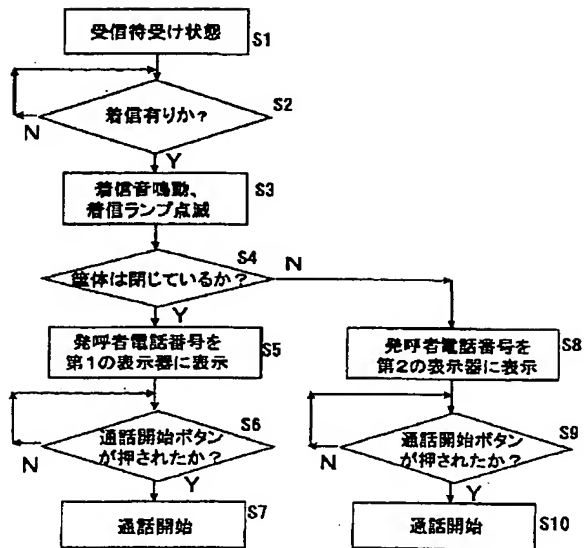 受信待受け状態 S1
着信有りか? S2
N
Y
着信音鳴動、 S3
着信ランプ点滅
筐体は閉じているか? S4
N
Y
発呼者電話番号を S5
第1の表示器に表示
通話開始ボタン S6
が押されたか?
N
Y
通話開始 S7
発呼者電話番号を S8
第2の表示器に表示
通話開始ボタン S9
が押されたか?
N
Y
通話開始 S10